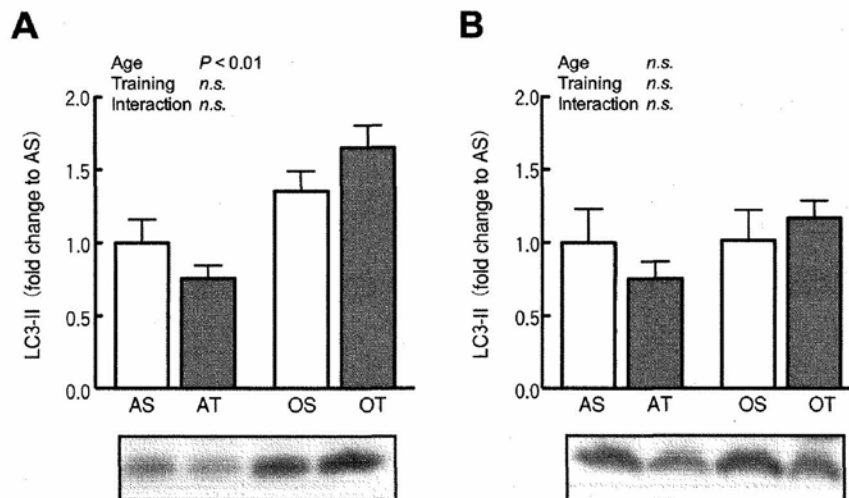 A
Age P < 0.01
Training n.s.
Interaction n.s.
LC3-II (fold change to AS)
2.0
1.5
1.0
0.5
0.0
AS AT OS OT
B
Age n.s.
Training n.s.
Interaction n.s.
LC3-II (fold change to AS)
2.0
1.5
1.0
0.5
0.0
AS AT OS OT